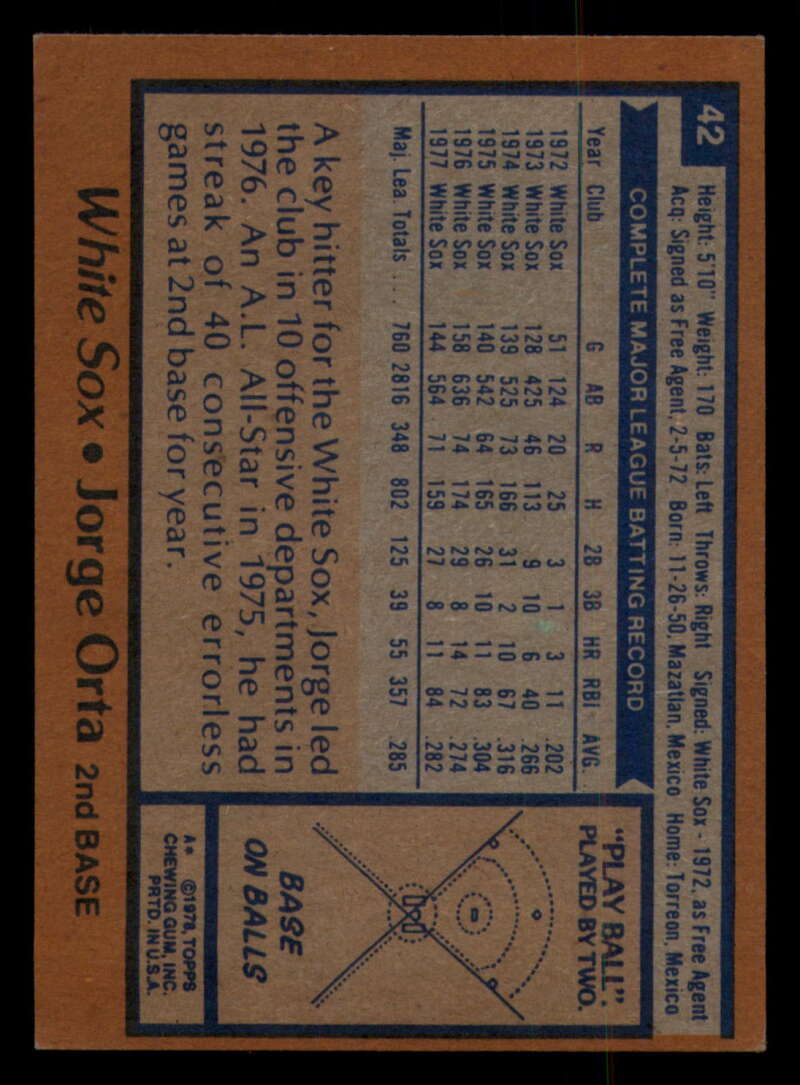 42
Height: 5'10" Weight: 170 Bats: Left Throws: Right Signed: White Sox - 1972, as Free Agent
Acq: Signed as Free Agent, 2-5-72 Born: 11-26-50, Mazatlan, Mexico Home: Torreon, Mexico
COMPLETE MAJOR LEAGUE BATTING RECORD
Year Club G AB R H 2B 3B HR RBI AVG.
1972 White Sox 51 124 20 25 3 1 3 11 .202
1973 White Sox 128 425 46 113 9 10 6 40 .266
1974 White Sox 139 525 73 166 31 2 10 67 .316
1975 White Sox 140 542 64 165 26 10 11 83 .304
1976 White Sox 158 636 74 174 29 8 14 72 .274
1977 White Sox 144 564 71 159 27 8 11 84 .282
Maj. Lea Totals ... 760 2816 348 802 125 39 55 357 .285
A key hitter for the White Sox, Jorge led
the club in 10 offensive departments in
1976. An A.L. All-Star in 1975, he had
streak of 40 consecutive errorless
games at 2nd base for year.
"PLAY BALL".
PLAYED BY TWO.
BASE
ON BALLS
A* ©1978, TOPPS
CHEWING GUM, INC.
PRTD. IN U.S.A.
White Sox • Jorge Orta 2nd BASE